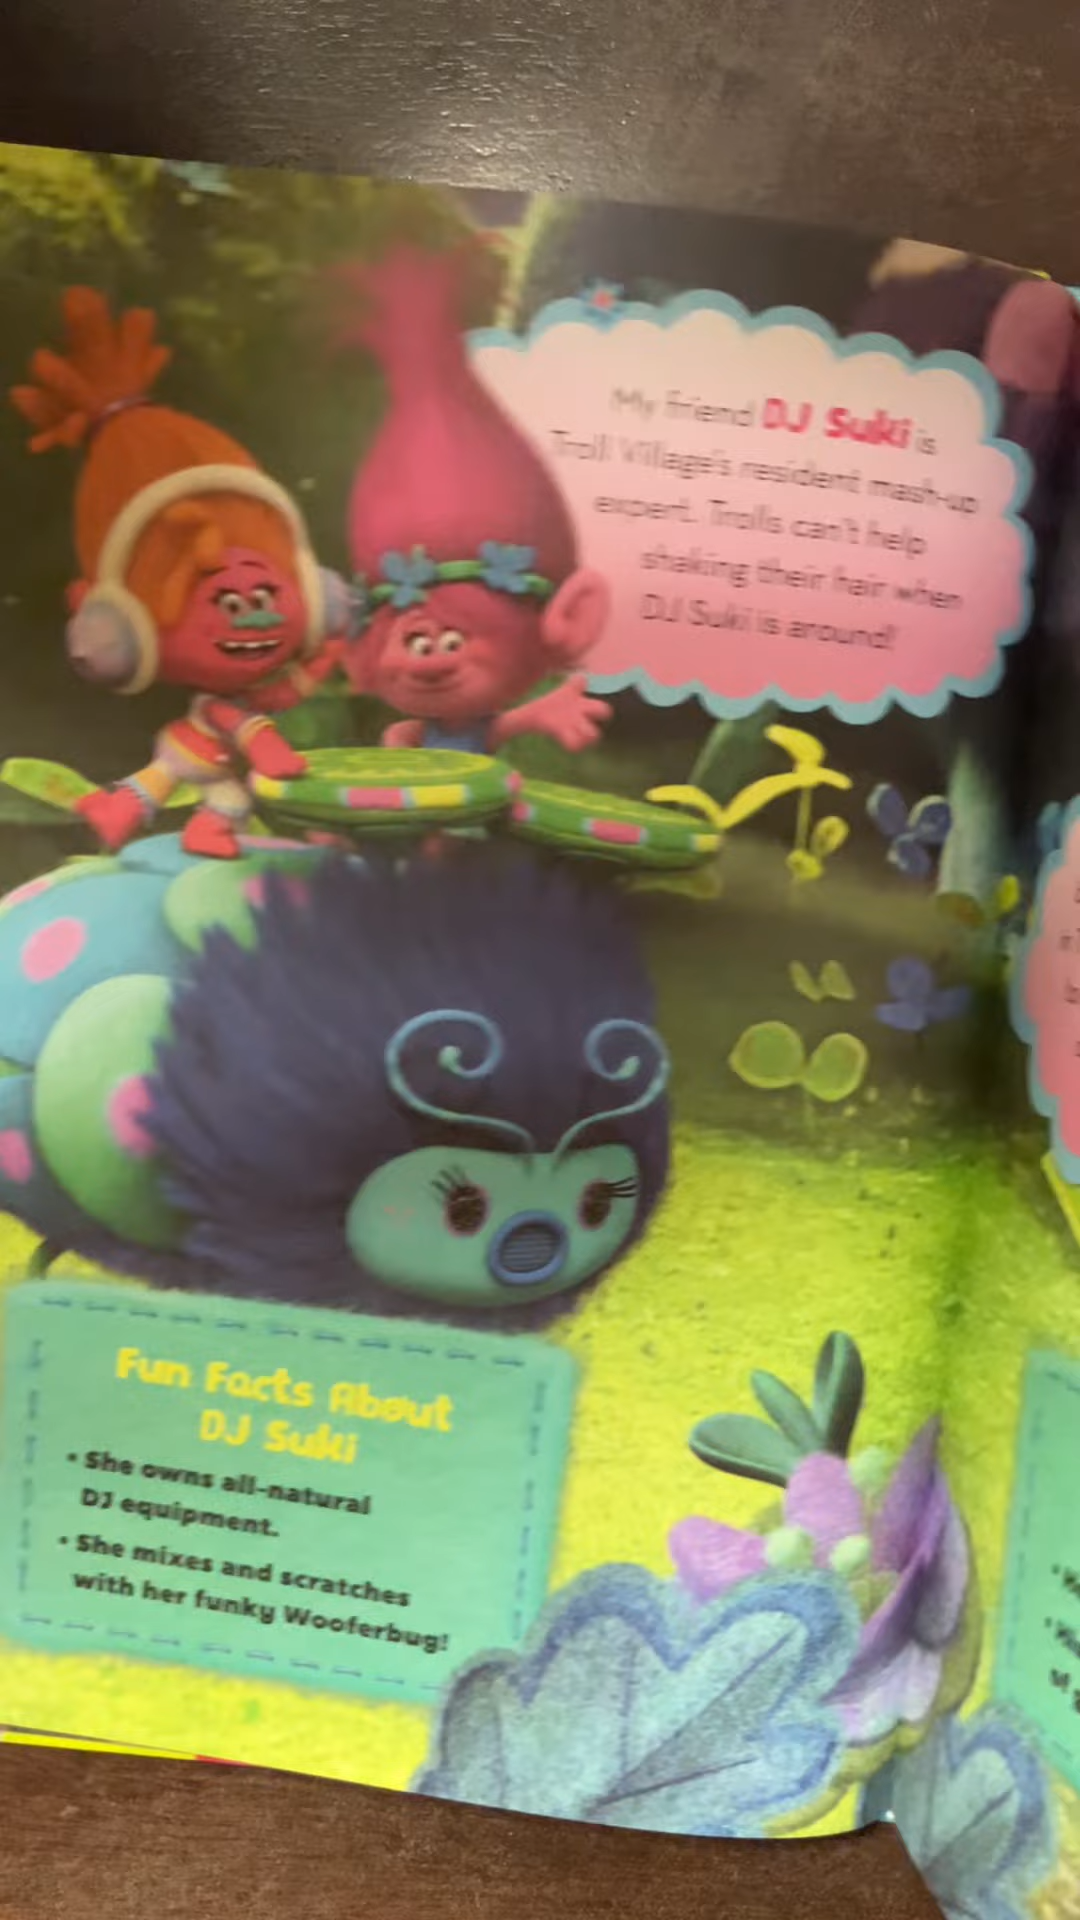 My friend DJ Suki is
Troll Village's resident mash-up
expert. Trolls can't help
shaking their hair when
DJ Suki is around!
Fun Facts About
DJ Suki
• She owns all-natural
DJ equipment.
• She mixes and scratches
with her funky Wooferbug!